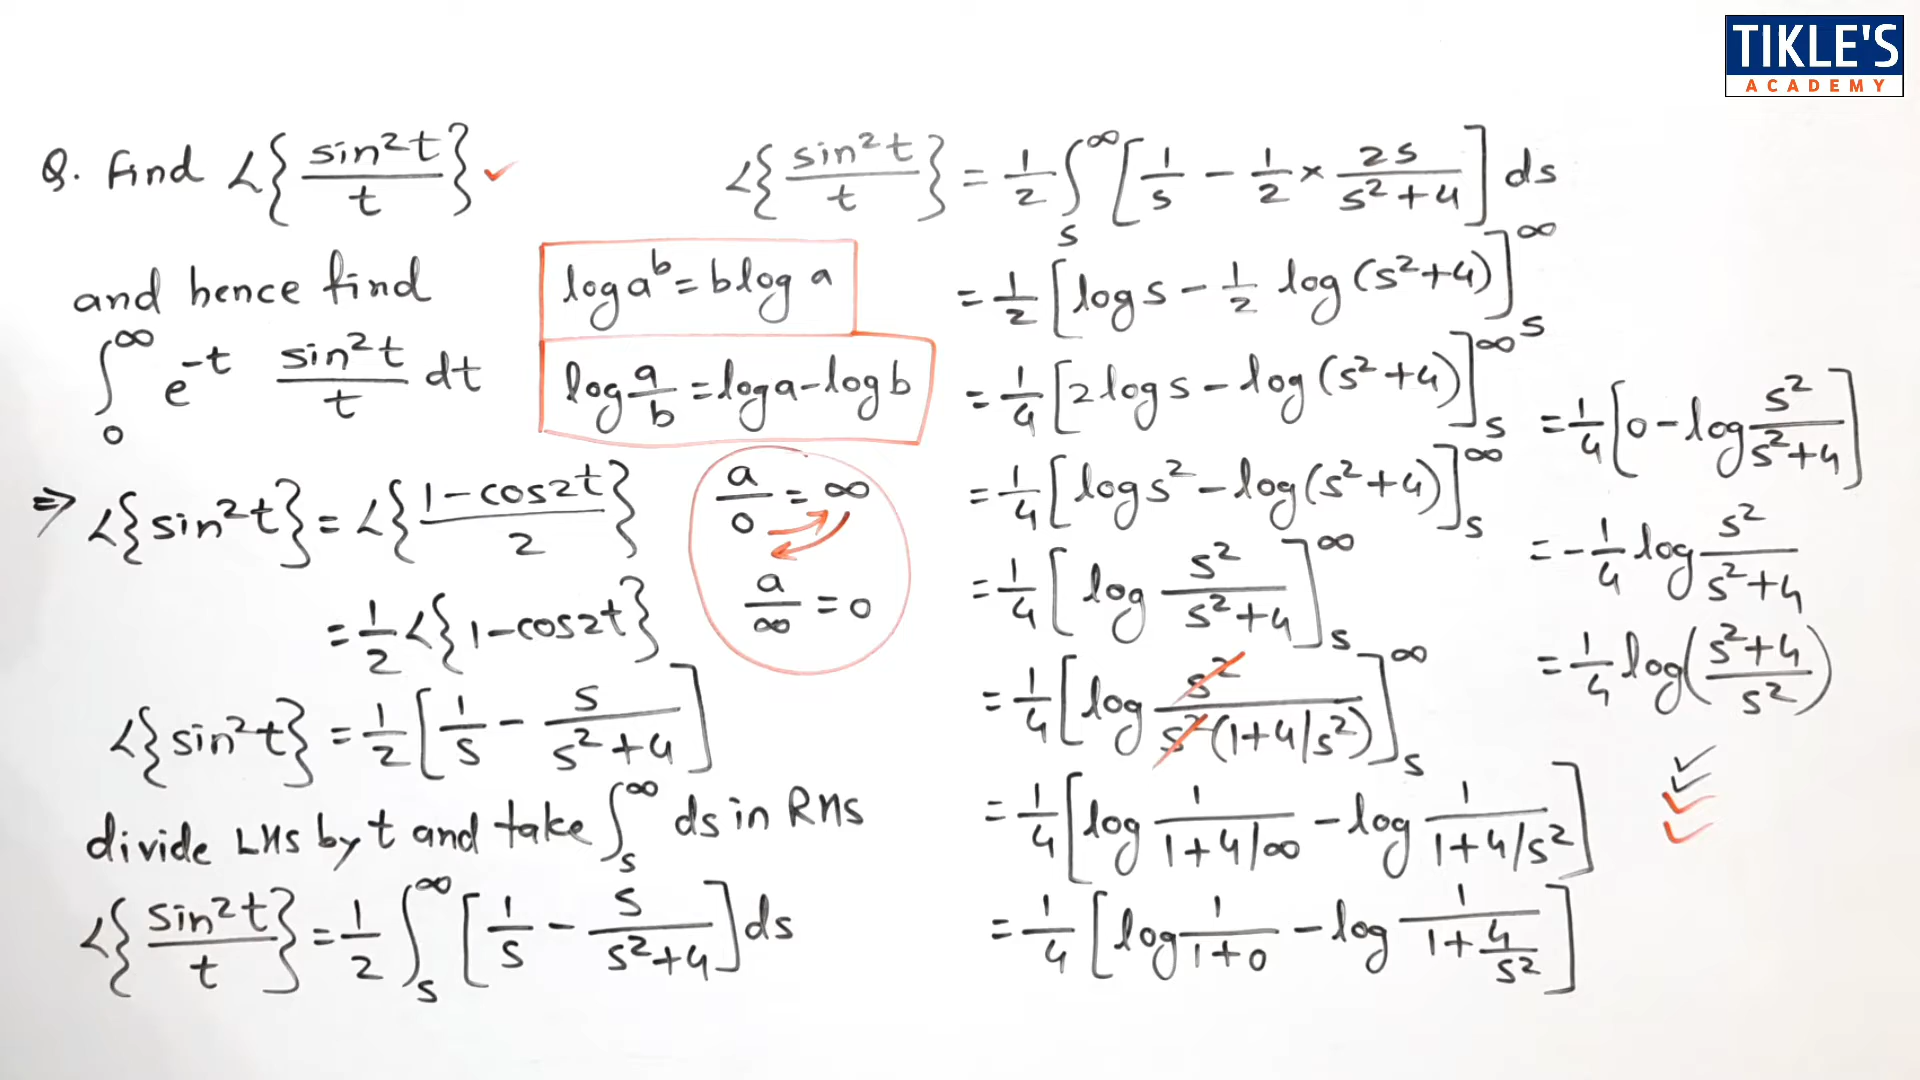 TIKLE'S
ACADEMY
Q. Find L{sin²t/t} ✓
and hence find
∫₀^∞ e^-t sin²t/t dt
⇒ L{sin²t} = L{1-cos2t/2}
= 1/2 L{1-cos2t}
L{sin²t} = 1/2 [1/s - s/s²+4]
divide LHS by t and take ∫ₛ^∞ ds in RHS
L{sin²t/t} = 1/2 ∫ₛ^∞ [1/s - s/s²+4] ds
log a^b = b log a
log a/b = log a - log b
a/0 = ∞
a/∞ = 0
L{sin²t/t} = 1/2 ∫ₛ^∞ [1/s - 1/2 × 2s/s²+4] ds
= 1/2 [log s - 1/2 log (s²+4)]ₛ^∞
= 1/4 [2 log s - log (s²+4)]ₛ^∞
= 1/4 [log s² - log (s²+4)]ₛ^∞
= 1/4 [log s²/s²+4]ₛ^∞
= 1/4 [log s²/s²(1+4/s²)]ₛ^∞
= 1/4 [log 1/1+4/∞ - log 1/1+4/s²]
= 1/4 [log 1/1+0 - log 1/1+4/s²]
= 1/4 [0 - log s²/s²+4]
= -1/4 log s²/s²+4
= 1/4 log (s²+4/s²)